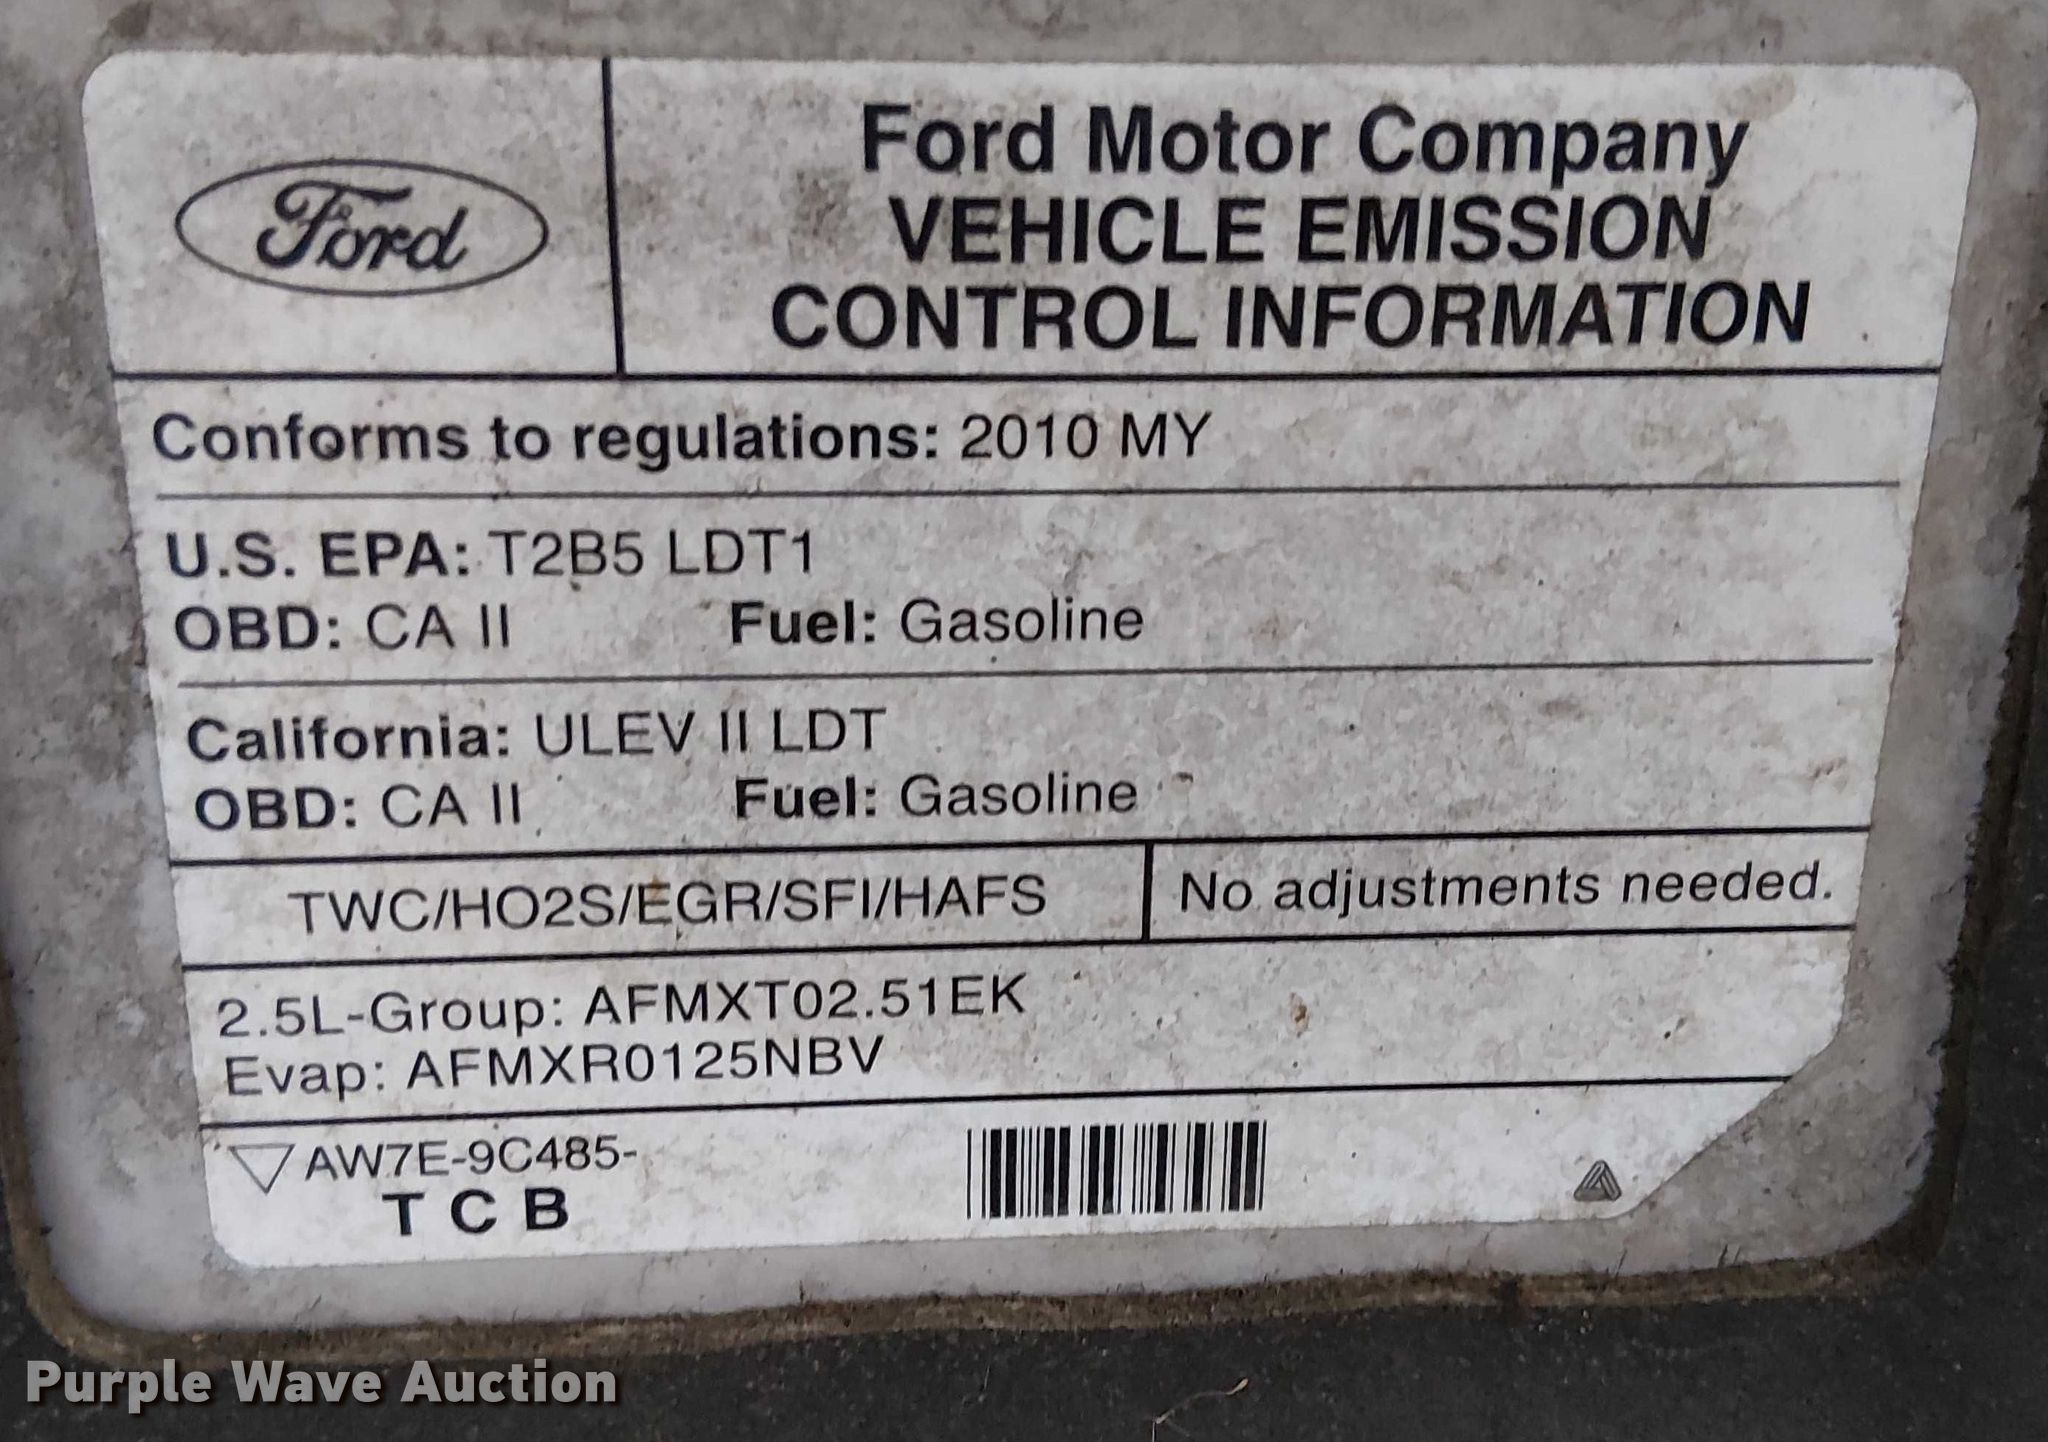 Ford
Ford Motor Company
VEHICLE EMISSION
CONTROL INFORMATION
Conforms to regulations: 2010 MY
U.S. EPA: T2B5 LDT1
OBD: CA II Fuel: Gasoline
California: ULEV II LDT
OBD: CA II Fuel: Gasoline
TWC/HO2S/EGR/SFI/HAFS No adjustments needed.
2.5L-Group: AFMXT02.51EK
Evap: AFMXR0125NBV
AW7E-9C485-
T C B
Purple Wave Auction